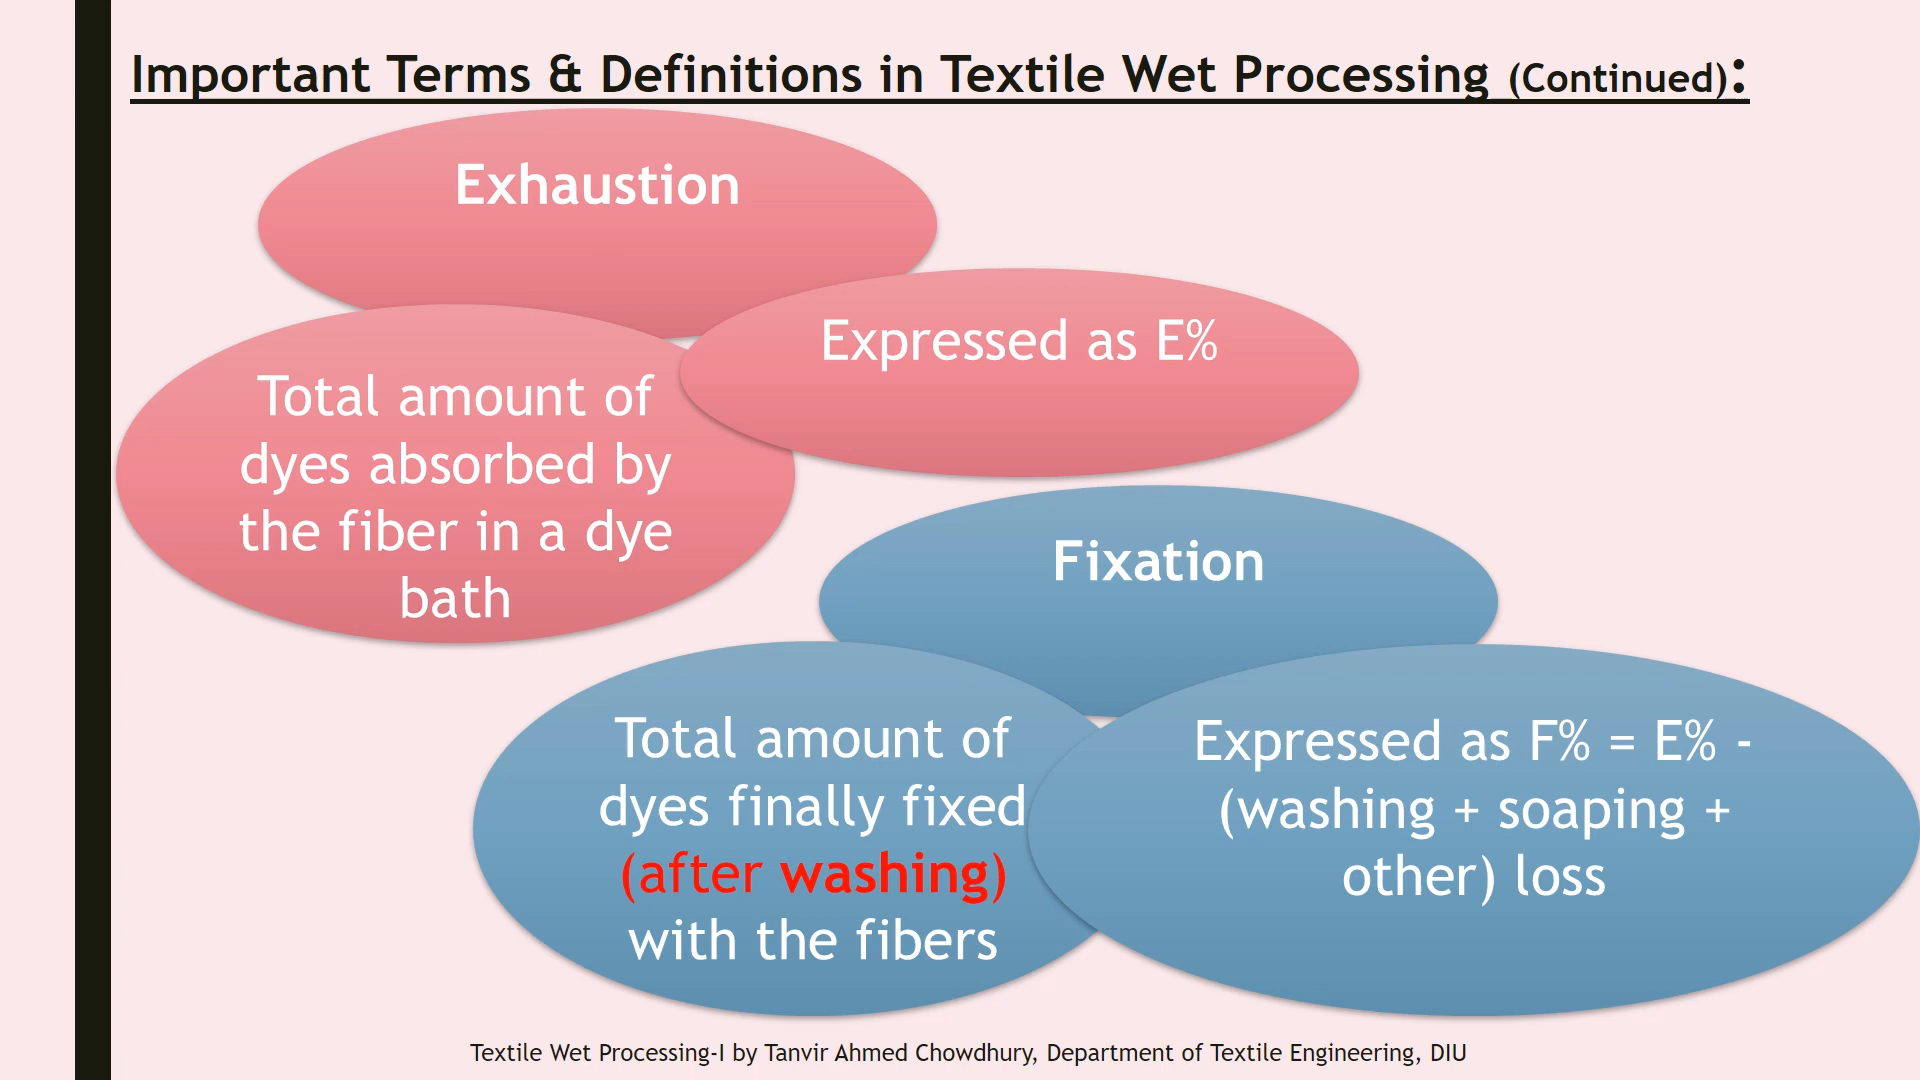 Important Terms & Definitions in Textile Wet Processing (Continued):
Exhaustion
Expressed as E%
Total amount of
dyes absorbed by
the fiber in a dye
bath
Fixation
Total amount of
dyes finally fixed
(after washing)
with the fibers
Expressed as F% = E% -
(washing + soaping +
other) loss
Textile Wet Processing-I by Tanvir Ahmed Chowdhury, Department of Textile Engineering, DIU